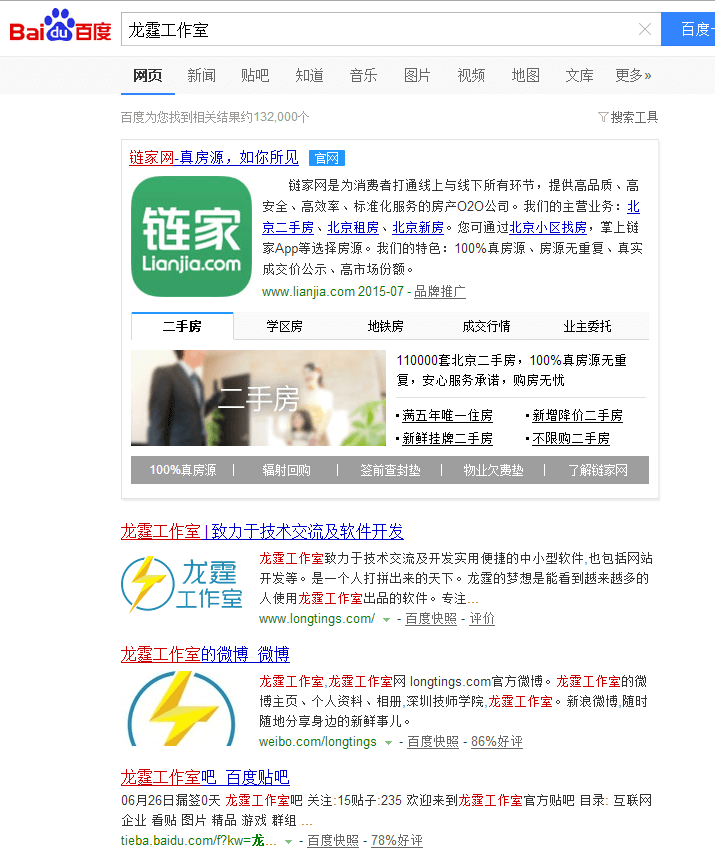 Bai du 百度
龙霆工作室
百度一
网页 新闻 贴吧 知道 音乐 图片 视频 地图 文库 更多»
百度为您找到相关结果约132,000个
搜索工具
链家网-真房源，如你所见 官网
链家
Lianjia.com
链家网是为消费者打通线上与线下所有环节，提供高品质、高
安全、高效率、标准化服务的房产O2O公司。我们的主营业务：北
京二手房、北京租房、北京新房。您可通过北京小区找房，掌上链
家App等选择房源。我们的特色：100%真房源、房源无重复、真实
成交价公示、高市场份额。
www.lianjia.com 2015-07 - 品牌推广
二手房 学区房 地铁房 成交行情 业主委托
二手房
110000套北京二手房，100%真房源无重
复，安心服务承诺，购房无忧
满五年唯一住房 新增降价二手房
新鲜挂牌二手房 不限购二手房
100%真房源 | 辐射回购 | 签前查封垫 | 物业欠费垫 | 了解链家网
龙霆工作室 | 致力于技术交流及软件开发
龙霆
工作室
龙霆工作室致力于技术交流及开发实用便捷的中小型软件,也包括网站
开发等。是一个人打拼出来的天下。龙霆的梦想是能看到越来越多的
人使用龙霆工作室出品的软件。专注...
www.longtings.com/ - 百度快照 - 评价
龙霆工作室的微博_微博
龙霆工作室,龙霆工作室网 longtings.com官方微博。龙霆工作室的微
博主页、个人资料、相册,深圳技师学院,龙霆工作室。新浪微博,随时
随地分享身边的新鲜事儿。
weibo.com/longtings - 百度快照 - 86%好评
龙霆工作室吧_百度贴吧
06月26日漏签0天 龙霆工作室吧 关注:15贴子:235 欢迎来到龙霆工作室官方贴吧 目录: 互联网
企业 看贴 图片 精品 游戏 群组 ...
tieba.baidu.com/f?kw=龙... - 百度快照 - 78%好评